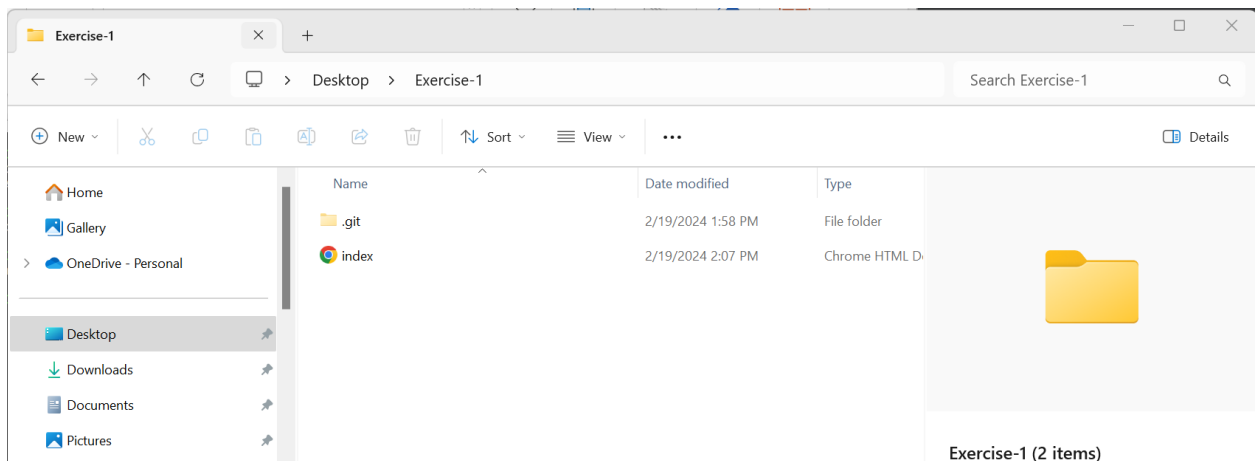 Exercise-1
Desktop > Exercise-1
Search Exercise-1
New
Sort
View
Details
Home
Gallery
OneDrive - Personal
Desktop
Downloads
Documents
Pictures
Name Date modified Type
.git 2/19/2024 1:58 PM File folder
index 2/19/2024 2:07 PM Chrome HTML D
Exercise-1 (2 items)